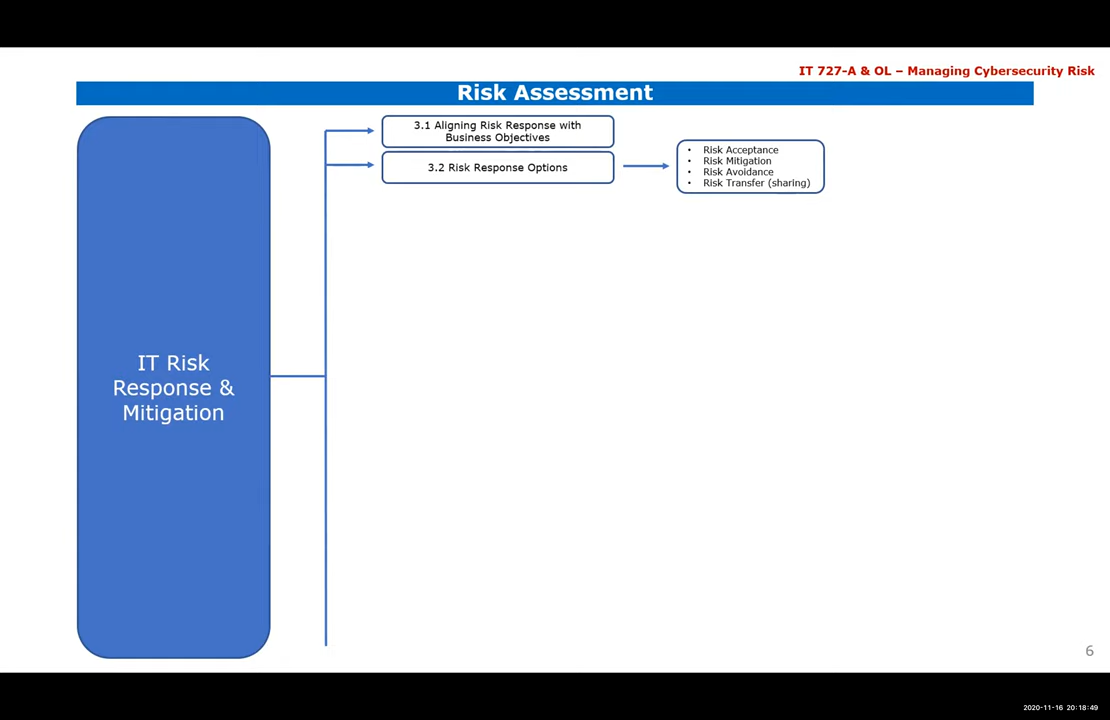 IT 727-A & OL – Managing Cybersecurity Risk
Risk Assessment
IT Risk
Response &
Mitigation
3.1 Aligning Risk Response with
Business Objectives
3.2 Risk Response Options
• Risk Acceptance
• Risk Mitigation
• Risk Avoidance
• Risk Transfer (sharing)
6
2020-11-16 20:18:49